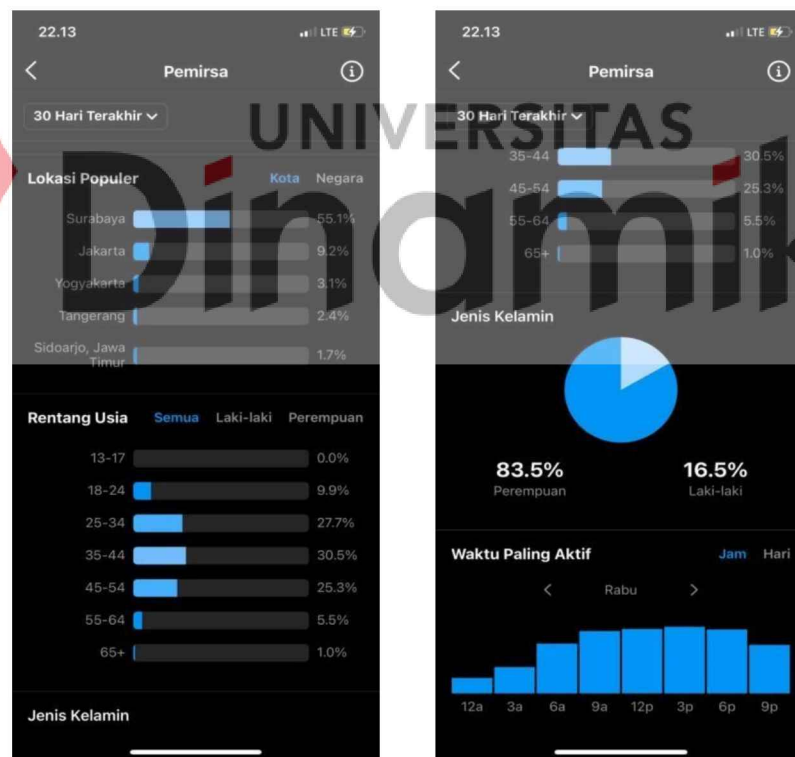 22.13
LTE
Pemirsa
30 Hari Terakhir
UNIVERSITAS
Dinamik
Lokasi Populer Kota Negara
Surabaya 55.1%
Jakarta 9.2%
Yogyakarta 3.1%
Tangerang 2.4%
Sidoarjo, Jawa
Timur 1.7%
Rentang Usia Semua Laki-laki Perempuan
13-17 0.0%
18-24 9.9%
25-34 27.7%
35-44 30.5%
45-54 25.3%
55-64 5.5%
65+ 1.0%
Jenis Kelamin
22.13
LTE
Pemirsa
30 Hari Terakhir
35-44 30.5%
45-54 25.3%
55-64 5.5%
65+ 1.0%
Jenis Kelamin
83.5% 16.5%
Perempuan Laki-laki
Waktu Paling Aktif Jam Hari
Rabu
12a 3a 6a 9a 12p 3p 6p 9p